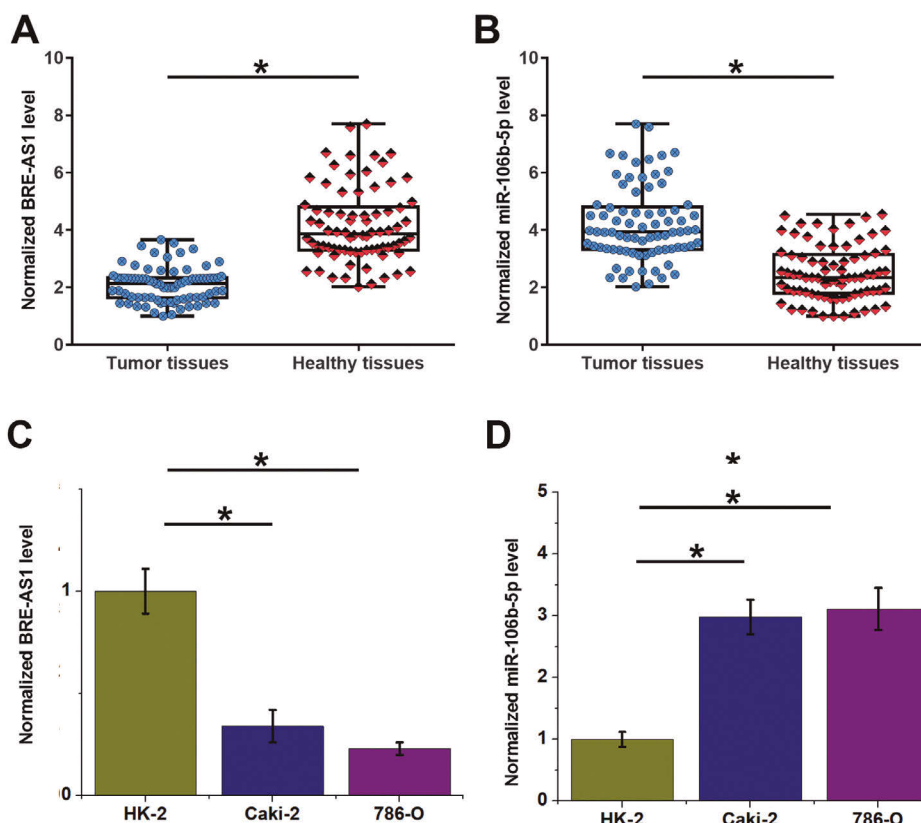 A
Normalized BRE-AS1 level
10
8
6
4
2
0
*
Tumor tissues
Healthy tissues
B
Normalized miR-106b-5p level
10
8
6
4
2
0
*
Tumor tissues
Healthy tissues
C
Normalized BRE-AS1 level
1
0
*
*
HK-2
Caki-2
786-O
D
Normalized miR-106b-5p level
5
4
3
2
1
0
*
*
*
HK-2
Caki-2
786-O